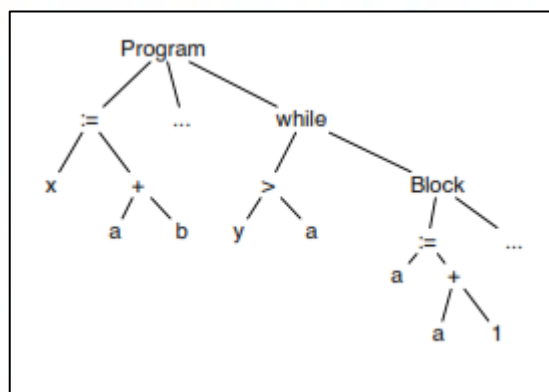 Program
:= ... while
x + > Block
a b y a := ...
a +
a 1